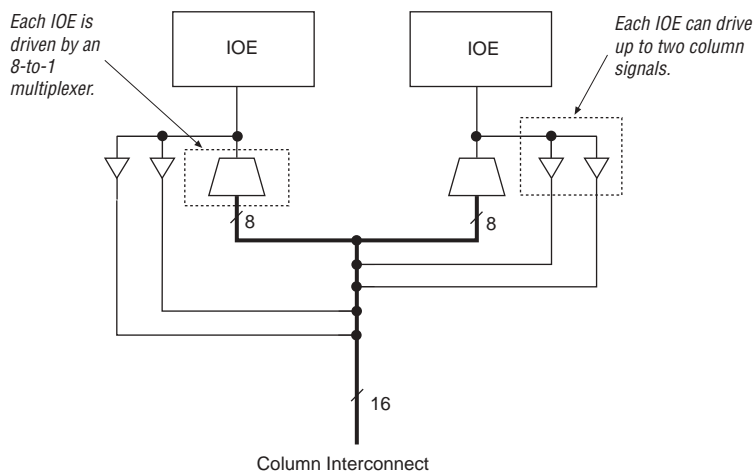 Each IOE is
driven by an
8-to-1
multiplexer.
IOE
IOE
Each IOE can drive
up to two column
signals.
8
8
16
Column Interconnect